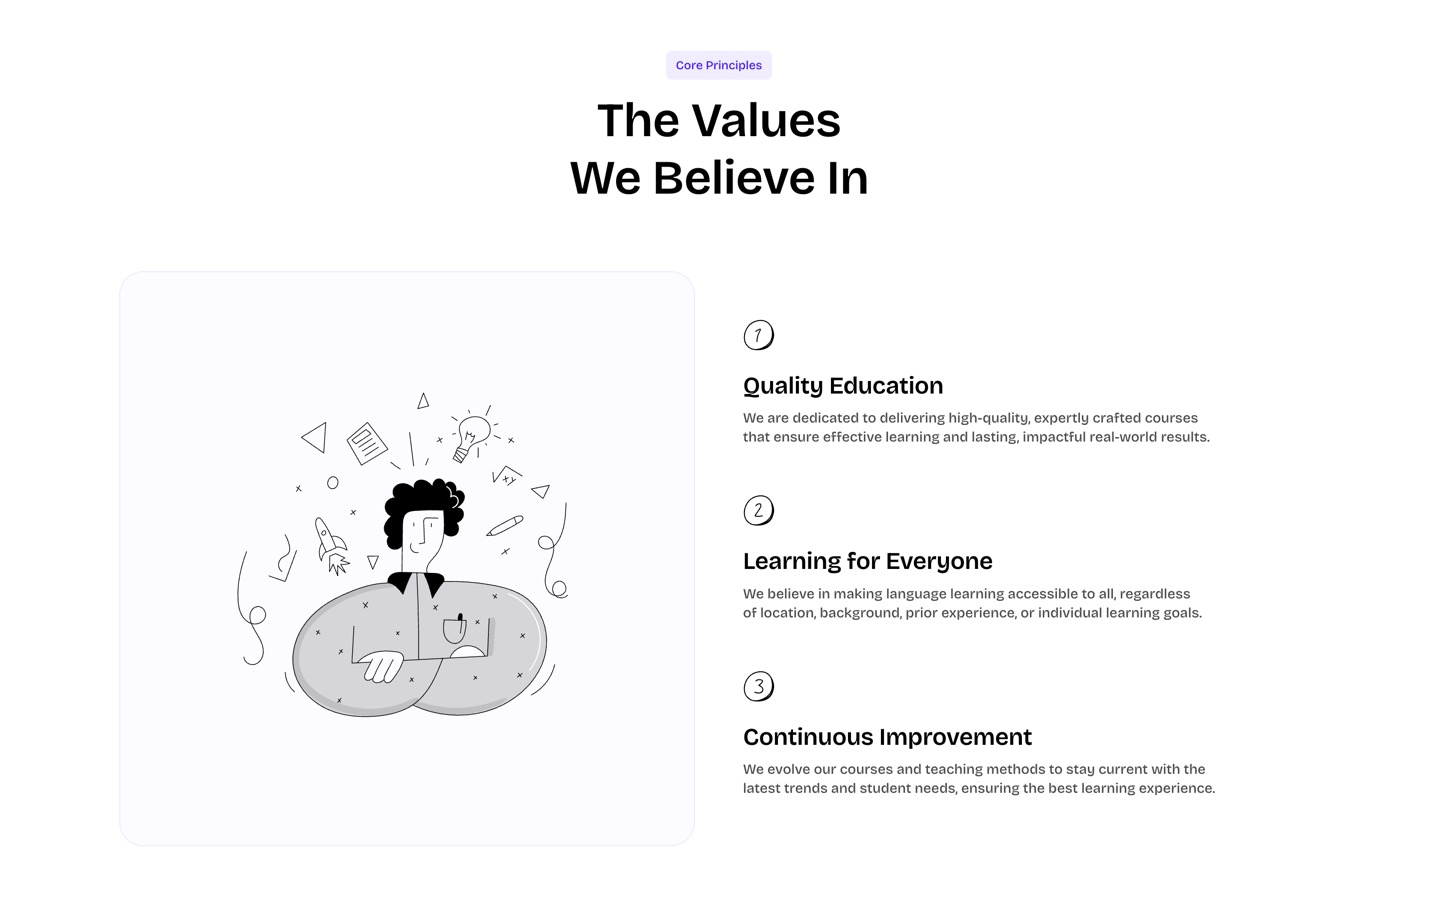 Core Principles
The Values
We Believe In
√xy
1
Quality Education
We are dedicated to delivering high-quality, expertly crafted courses
that ensure effective learning and lasting, impactful real-world results.
2
Learning for Everyone
We believe in making language learning accessible to all, regardless
of location, background, prior experience, or individual learning goals.
3
Continuous Improvement
We evolve our courses and teaching methods to stay current with the
latest trends and student needs, ensuring the best learning experience.